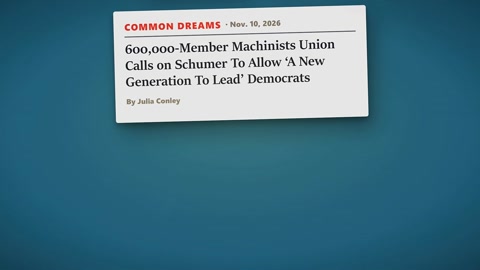 COMMON DREAMS · Nov. 10, 2026
600,000-Member Machinists Union
Calls on Schumer To Allow ‘A New
Generation To Lead’ Democrats
By Julia Conley